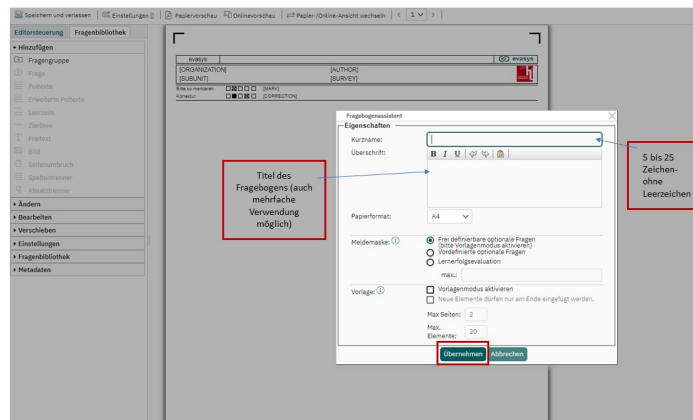 Speichern und verlassen
Einstellungen
Papiervorschau
Onlinevorschau
Papier-/Online-Ansicht wechseln
1
Editorsteuerung
Fragenbibliothek
Hinzufügen
Fragengruppe
Frage
Poltexte
Erweiterte Poltexte
Leerzeile
Zierlinie
Freitext
Bild
Seitenumbruch
Spaltentrenner
Absatztrenner
Ändern
Bearbeiten
Verschieben
Einstellungen
Fragenbibliothek
Metadaten
evasys
evasys
[ORGANIZATION]
[AUTHOR]
[SUBUNIT]
[SURVEY]
Bitte so markieren:
[MARK]
Korrektur:
[CORRECTION]
Fragebogenassistent
Eigenschaften
Kurzname:
Überschrift:
B I U
Papierformat:
A4
Meldemaske:
Frei definierbare optionale Fragen
(bitte Vorlagenmodus aktivieren)
Vordefinierte optionale Fragen
Lernerfolgsevaluation
max.:
Vorlage:
Vorlagenmodus aktivieren
Neue Elemente dürfen nur am Ende eingefügt werden.
Max Seiten:
2
Max.
Elemente:
20
Übernehmen
Abbrechen
Titel des
Fragebogens (auch
mehrfache
Verwendung
möglich)
5 bis 25
Zeichen-
ohne
Leerzeichen